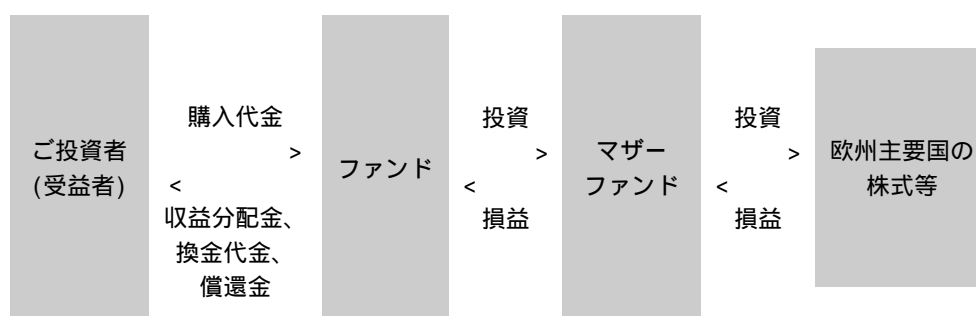 ご投資者
(受益者)
購入代金
>
<
収益分配金、
換金代金、
償還金
ファンド
投資
>
<
損益
マザー
ファンド
投資
>
<
損益
欧州主要国の
株式等